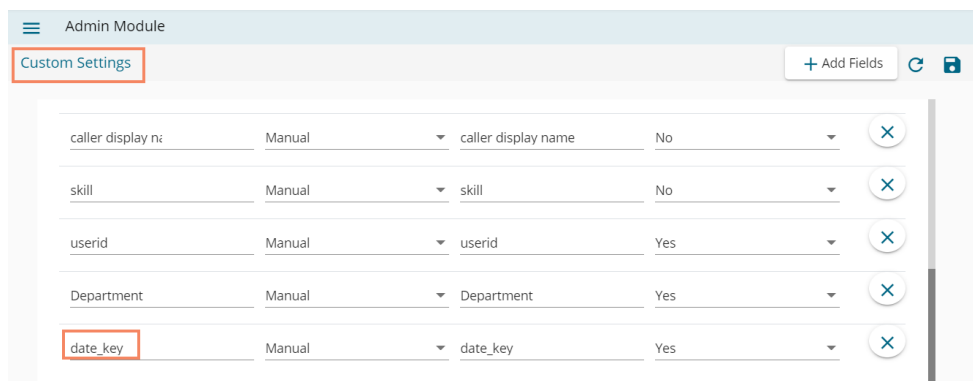 Admin Module
Custom Settings
+ Add Fields
caller display na Manual caller display name No
skill Manual skill No
userid Manual userid Yes
Department Manual Department Yes
date_key Manual date_key Yes